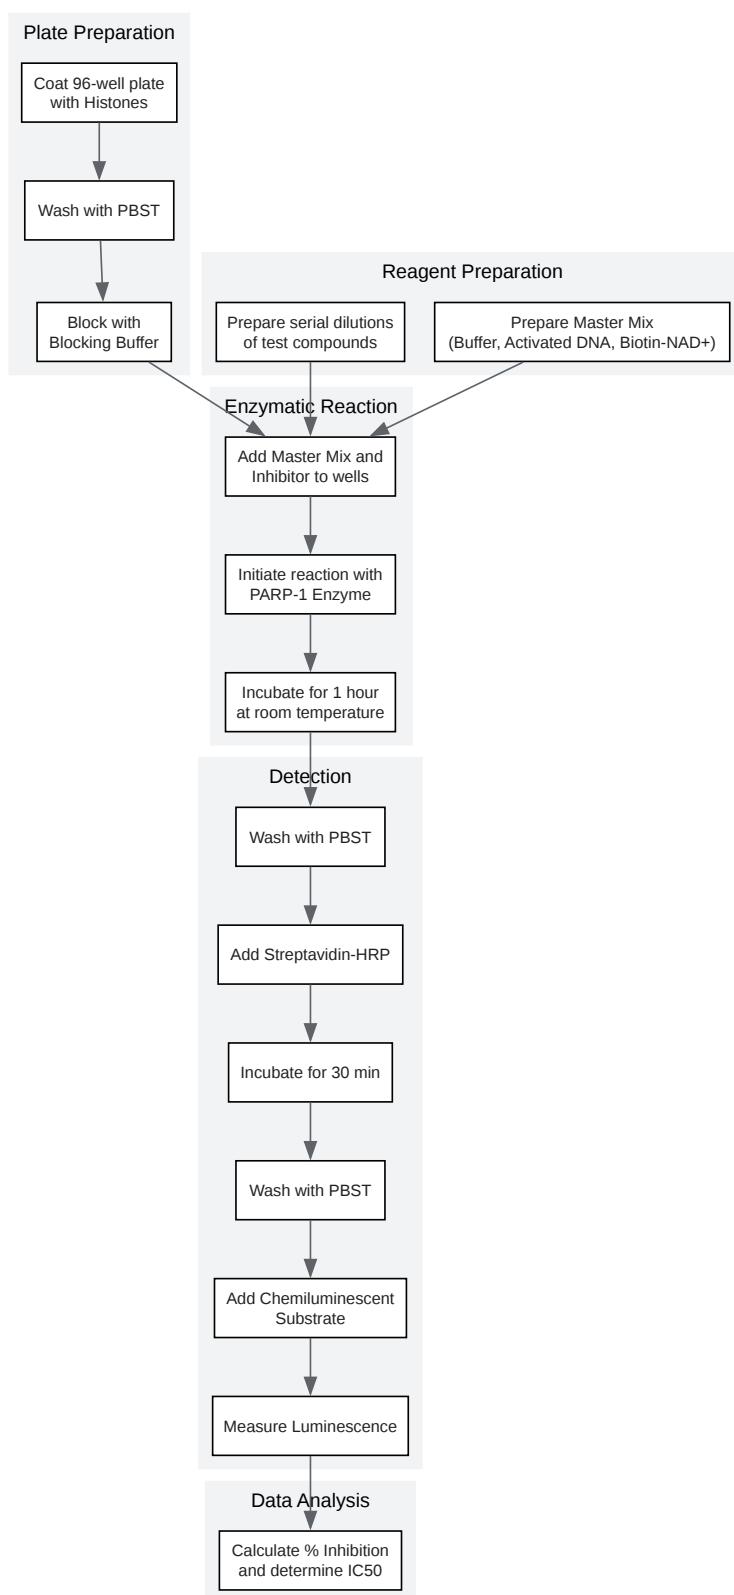 Plate Preparation
Coat 96-well plate
with Histones
Wash with PBST
Block with
Blocking Buffer
Reagent Preparation
Prepare serial dilutions
of test compounds
Prepare Master Mix
(Buffer, Activated DNA, Biotin-NAD+)
Enzymatic Reaction
Add Master Mix and
Inhibitor to wells
Initiate reaction with
PARP-1 Enzyme
Incubate for 1 hour
at room temperature
Detection
Wash with PBST
Add Streptavidin-HRP
Incubate for 30 min
Wash with PBST
Add Chemiluminescent
Substrate
Measure Luminescence
Data Analysis
Calculate % Inhibition
and determine IC50